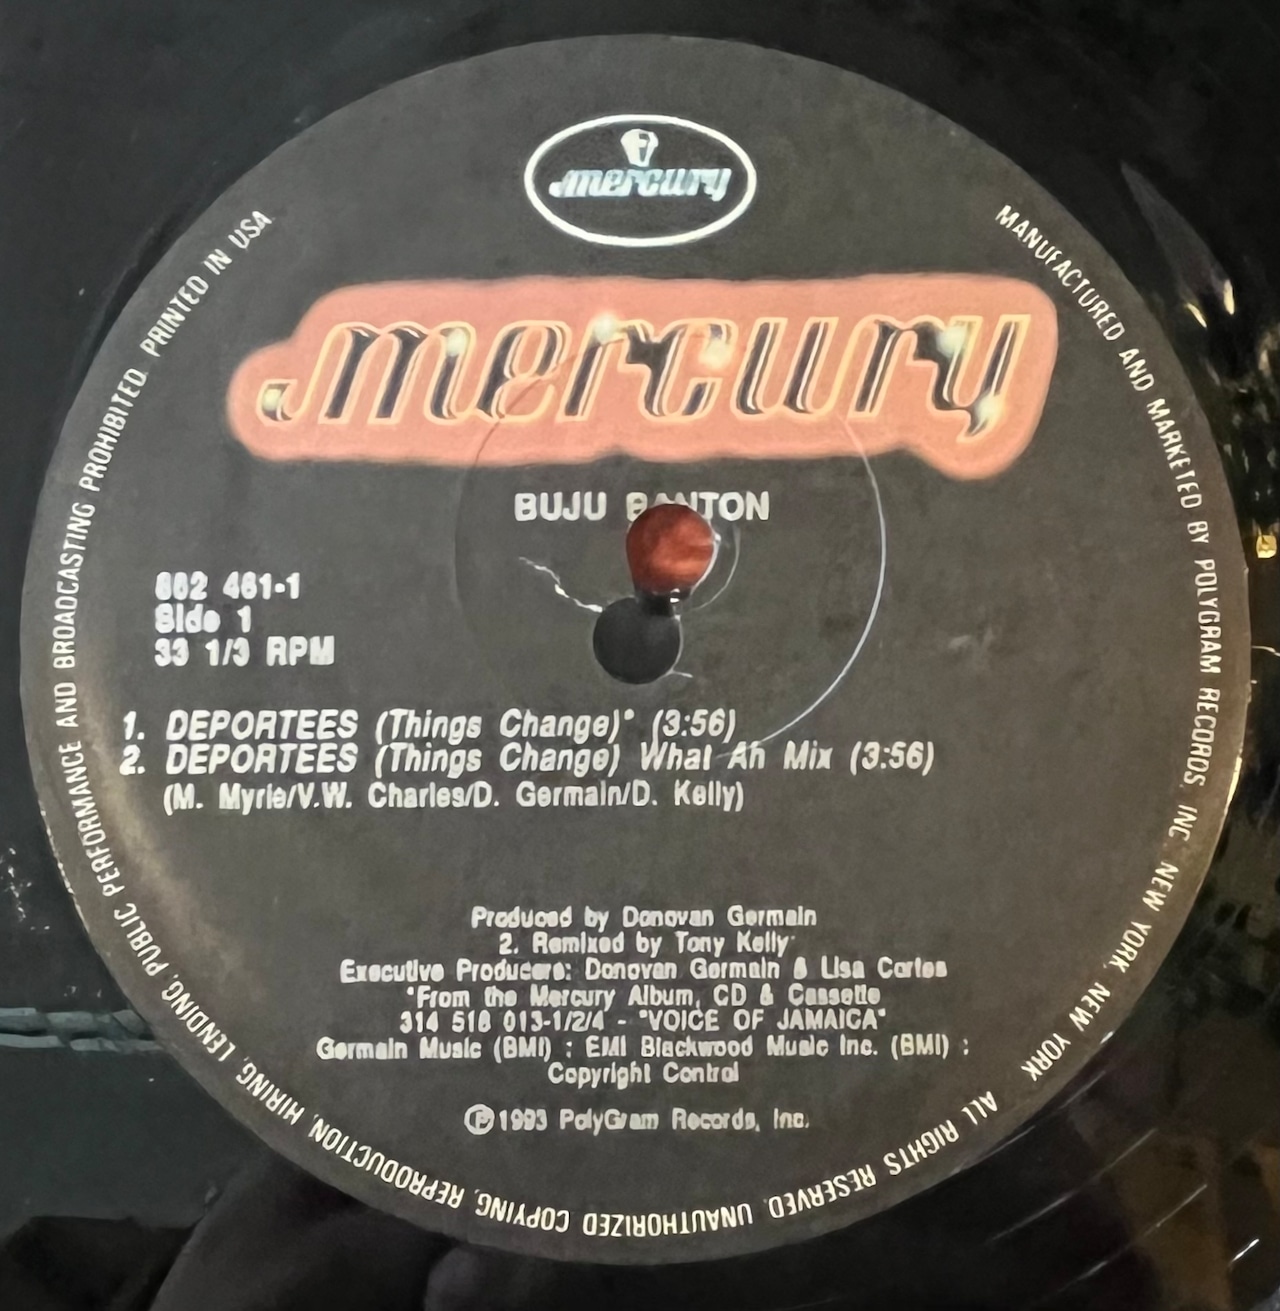 mercury
mercury
BUJU BANTON
862 461-1
Side 1
33 1/3 RPM
1. DEPORTEES (Things Change)* (3:56)
2. DEPORTEES (Things Change) What Ah Mix (3:56)
(M. Myrie/V.W. Charles/D. Germain/D. Kelly)
Produced by Donovan Germain
2. Remixed by Tony Kelly
Executive Producers: Donovan Germain & Lisa Cortes
*From the Mercury Album, CD & Cassette
314 518 013-1/2/4 - "VOICE OF JAMAICA"
Germain Music (BMI) ; EMI Blackwood Music Inc. (BMI) ;
Copyright Control
Ⓟ1993 PolyGram Records, Inc.
MANUFACTURED AND MARKETED BY POLYGRAM RECORDS, INC. NEW YORK, NEW YORK ALL RIGHTS RESERVED. UNAUTHORIZED COPYING, REPRODUCTION, HIRING, LENDING, PUBLIC PERFORMANCE AND BROADCASTING PROHIBITED. PRINTED IN USA